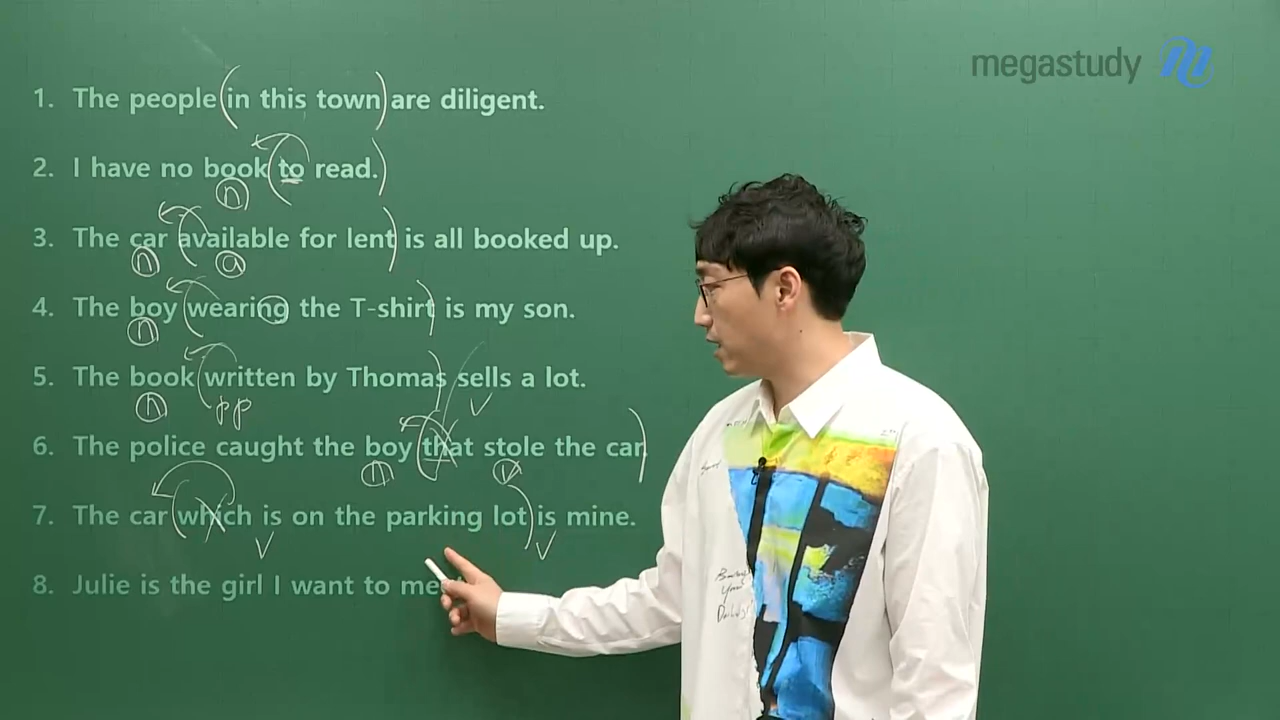 megastudy
1. The people (in this town) are diligent.
2. I have no book (to read.)
n
3. The car (available for lent) is all booked up.
n a
4. The boy (wearing the T-shirt) is my son.
n
5. The book (written by Thomas) sells a lot.
n pp v
6. The police caught the boy (that stole the car)
n v
7. The car (which is on the parking lot) is mine.
v v
8. Julie is the girl I want to